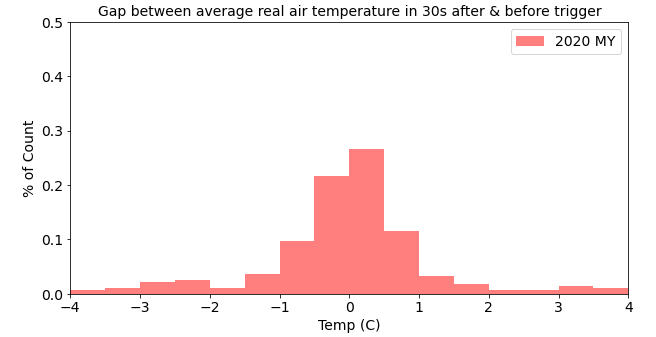 Gap between average real air temperature in 30s after & before trigger
0.5
0.4
0.3
0.2
0.1
0.0
% of Count
2020 MY
−4 −3 −2 −1 0 1 2 3 4
Temp (C)